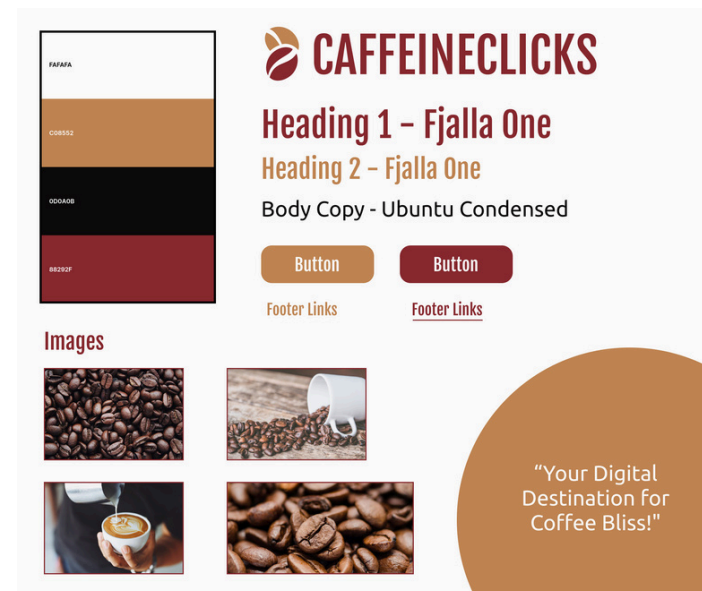 FAFAFA
C08552
0D0A0B
88292F
CAFFEINECLICKS
Heading 1 – Fjalla One
Heading 2 – Fjalla One
Body Copy - Ubuntu Condensed
Button
Button
Footer Links
Footer Links
Images
“Your Digital
Destination for
Coffee Bliss!"